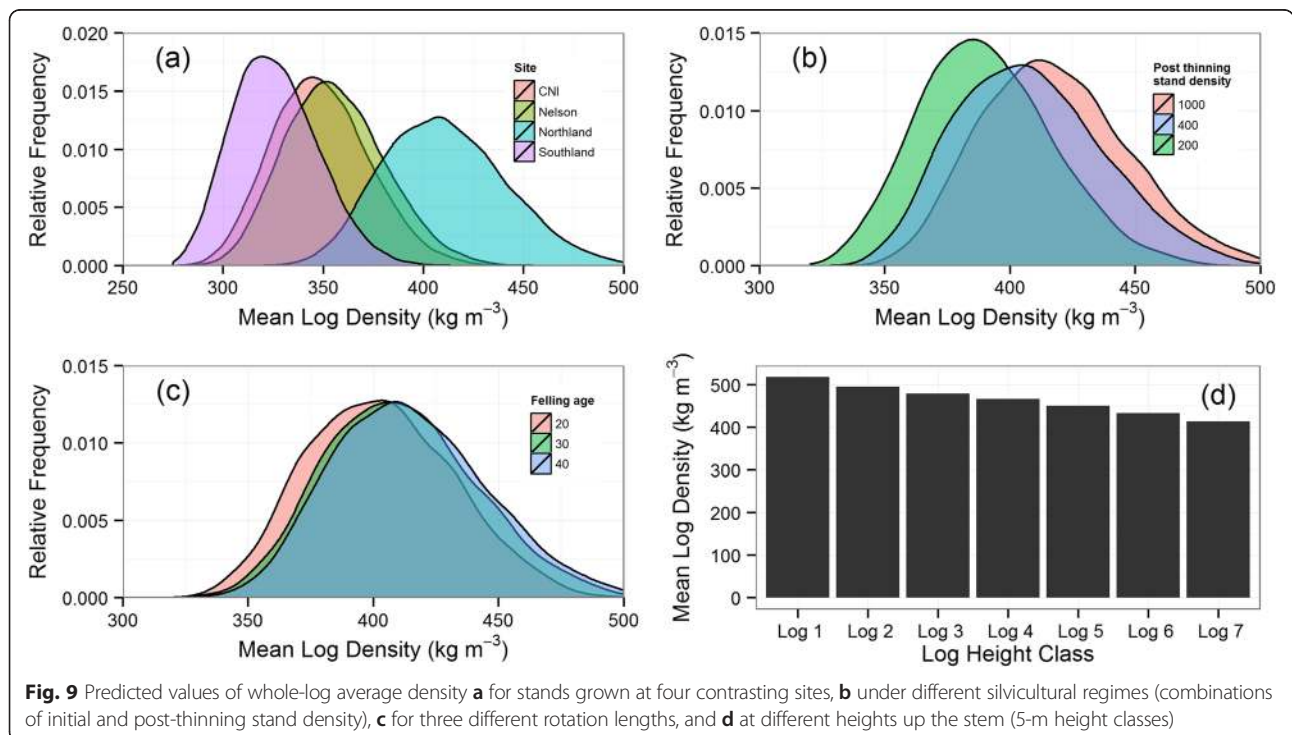 (a)
Relative Frequency
0.020
0.015
0.010
0.005
0.000
250 300 350 400 450 500
Mean Log Density (kg m⁻³)
Site
CNI
Nelson
Northland
Southland
(b)
Relative Frequency
0.015
0.010
0.005
0.000
300 350 400 450 500
Mean Log Density (kg m⁻³)
Post thinning
stand density
1000
400
200
(c)
Relative Frequency
0.015
0.010
0.005
0.000
300 350 400 450 500
Mean Log Density (kg m⁻³)
Felling age
20
30
40
(d)
Mean Log Density (kg m⁻³)
500
400
300
200
100
0
Log 1 Log 2 Log 3 Log 4 Log 5 Log 6 Log 7
Log Height Class
Fig. 9 Predicted values of whole-log average density a for stands grown at four contrasting sites, b under different silvicultural regimes (combinations
of initial and post-thinning stand density), c for three different rotation lengths, and d at different heights up the stem (5-m height classes)